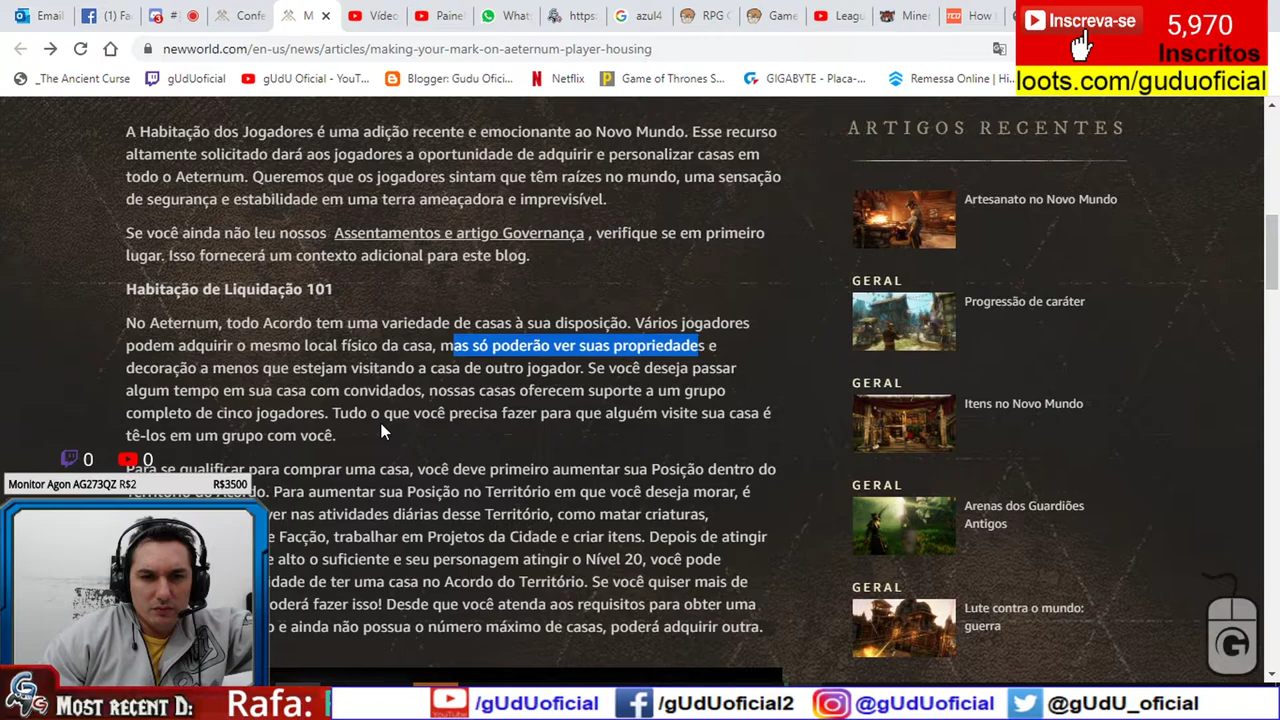 Email
(1) Fac
#
Confe
M
Vídeo
Paine
What
https:
azul4
RPG G
Game
Leagu
Miner
How
newworld.com/en-us/news/articles/making-your-mark-on-aeternum-player-housing
Inscreva-se
5,970
Inscritos
loots.com/guduoficial
_The Ancient Curse
gUdUoficial
gUdU Oficial - YouT...
Blogger: Gudu Ofici...
Netflix
Game of Thrones S...
GIGABYTE - Placa-...
Remessa Online | Hi...
A Habitação dos Jogadores é uma adição recente e emocionante ao Novo Mundo. Esse recurso
altamente solicitado dará aos jogadores a oportunidade de adquirir e personalizar casas em
todo o Aeternum. Queremos que os jogadores sintam que têm raízes no mundo, uma sensação
de segurança e estabilidade em uma terra ameaçadora e imprevisível.
Se você ainda não leu nossos Assentamentos e artigo Governança , verifique se em primeiro
lugar. Isso fornecerá um contexto adicional para este blog.
Habitação de Liquidação 101
No Aeternum, todo Acordo tem uma variedade de casas à sua disposição. Vários jogadores
podem adquirir o mesmo local físico da casa, mas só poderão ver suas propriedades e
decoração a menos que estejam visitando a casa de outro jogador. Se você deseja passar
algum tempo em sua casa com convidados, nossas casas oferecem suporte a um grupo
completo de cinco jogadores. Tudo o que você precisa fazer para que alguém visite sua casa é
tê-los em um grupo com você.
Para se qualificar para comprar uma casa, você deve primeiro aumentar sua Posição dentro do
Território do Acordo. Para aumentar sua Posição no Território em que você deseja morar, é
ver nas atividades diárias desse Território, como matar criaturas,
e Facção, trabalhar em Projetos da Cidade e criar itens. Depois de atingir
alto o suficiente e seu personagem atingir o Nível 20, você pode
idade de ter uma casa no Acordo do Território. Se você quiser mais de
oderá fazer isso! Desde que você atenda aos requisitos para obter uma
o e ainda não possua o número máximo de casas, poderá adquirir outra.
ARTIGOS RECENTES
Artesanato no Novo Mundo
GERAL
Progressão de caráter
GERAL
Itens no Novo Mundo
GERAL
Arenas dos Guardiões
Antigos
GERAL
Lute contra o mundo:
guerra
0
0
Monitor Agon AG273QZ R$2
R$3500
MOST RECENT D:
Rafa:
/gUdUoficial
/gUdUoficial2
@gUdUoficial
@gUdU_oficial